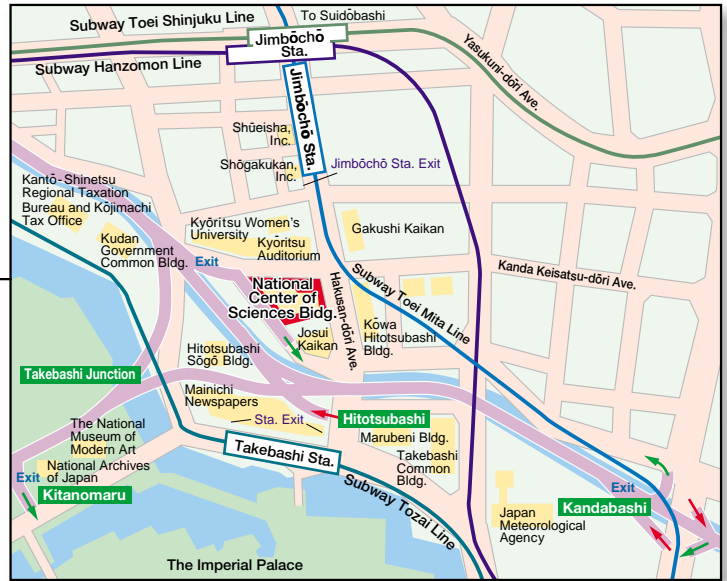 Subway Toei Shinjuku Line
To Suidōbashi
Jimbōchō
Sta.
Subway Hanzomon Line
Yasukuni-dōri Ave.
Jimbōchō Sta.
Shūeisha,
Inc.
Shōgakukan,
Inc.
Jimbōchō Sta. Exit
Kantō-Shinetsu
Regional Taxation
Bureau and Kōjimachi
Tax Office
Kyōritsu Women's
University
Kyōritsu
Auditorium
Gakushi Kaikan
Kudan
Government
Common Bldg.
Exit
Kanda Keisatsu-dōri Ave.
National
Center of
Sciences Bldg.
Hakusan-dōri Ave.
Subway Toei Mita Line
Josui
Kaikan
Kōwa
Hitotsubashi
Bldg.
Hitotsubashi
Sōgō Bldg.
Takebashi Junction
Mainichi
Newspapers
Sta. Exit
Hitotsubashi
The National
Museum of
Modern Art
Marubeni Bldg.
Takebashi
Common
Bldg.
Takebashi Sta.
National Archives
of Japan
Exit
Kitanomaru
Subway Tozai Line
Exit
Kandabashi
Japan
Meteorological
Agency
The Imperial Palace